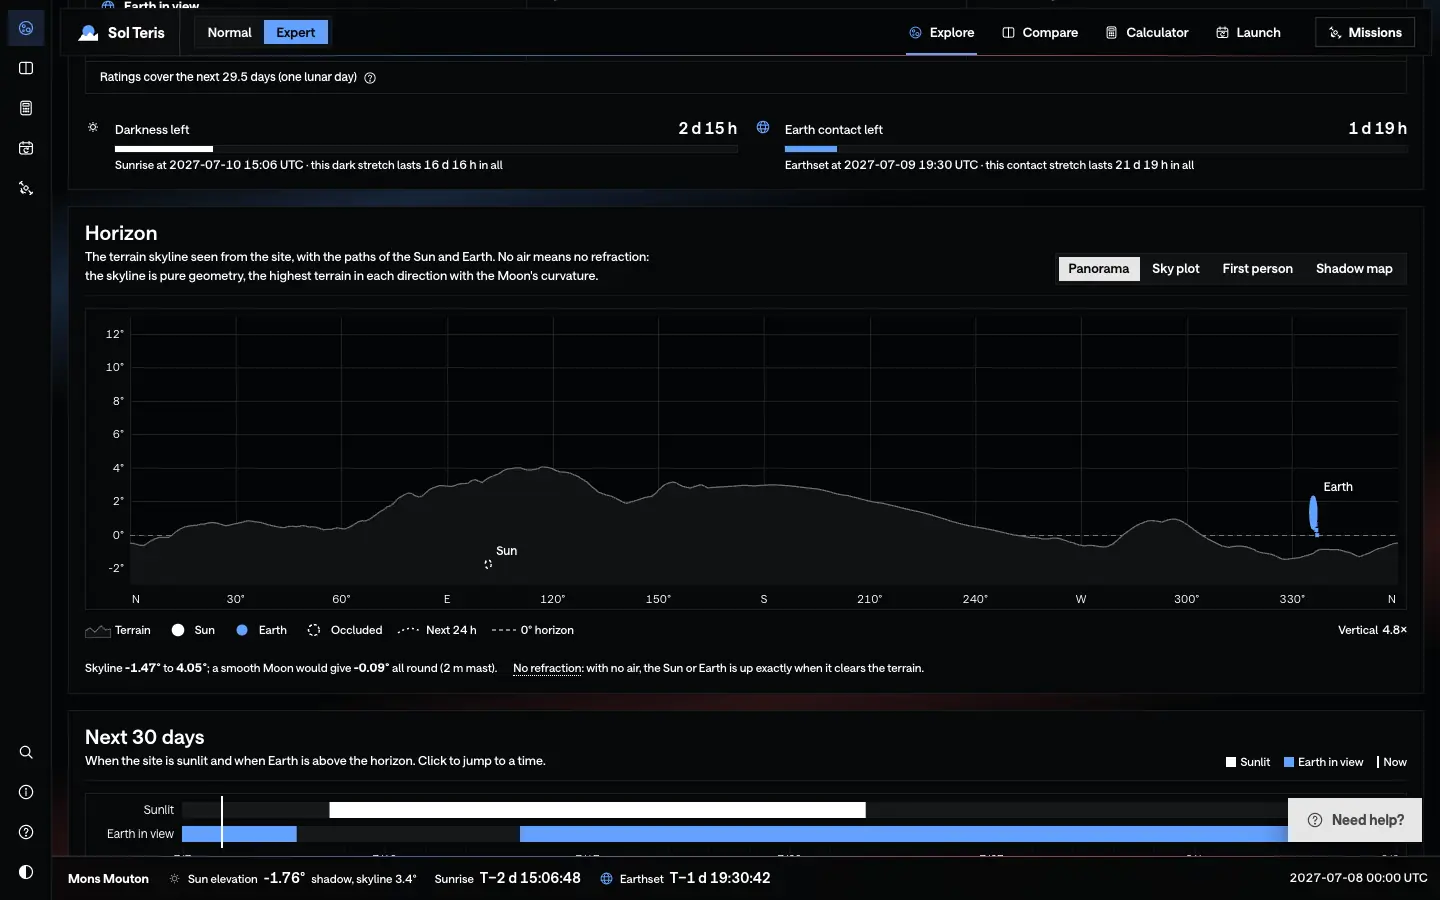 Earth in view
Sol Teris
Normal
Expert
Explore
Compare
Calculator
Launch
Missions
Ratings cover the next 29.5 days (one lunar day)
Darkness left
2 d 15 h
Sunrise at 2027-07-10 15:06 UTC · this dark stretch lasts 16 d 16 h in all
Earth contact left
1 d 19 h
Earthset at 2027-07-09 19:30 UTC · this contact stretch lasts 21 d 19 h in all
Horizon
The terrain skyline seen from the site, with the paths of the Sun and Earth. No air means no refraction:
the skyline is pure geometry, the highest terrain in each direction with the Moon's curvature.
Panorama
Sky plot
First person
Shadow map
12°
10°
8°
6°
4°
2°
0°
-2°
Earth
Sun
N 30° 60° E 120° 150° S 210° 240° W 300° 330° N
Terrain
Sun
Earth
Occluded
Next 24 h
0° horizon
Vertical 4.8×
Skyline -1.47° to 4.05°; a smooth Moon would give -0.09° all round (2 m mast).
No refraction: with no air, the Sun or Earth is up exactly when it clears the terrain.
Next 30 days
When the site is sunlit and when Earth is above the horizon. Click to jump to a time.
Sunlit
Earth in view
Now
Sunlit
Earth in view
Need help?
Mons Mouton
Sun elevation -1.76° shadow, skyline 3.4°
Sunrise T−2 d 15:06:48
Earthset T−1 d 19:30:42
2027-07-08 00:00 UTC